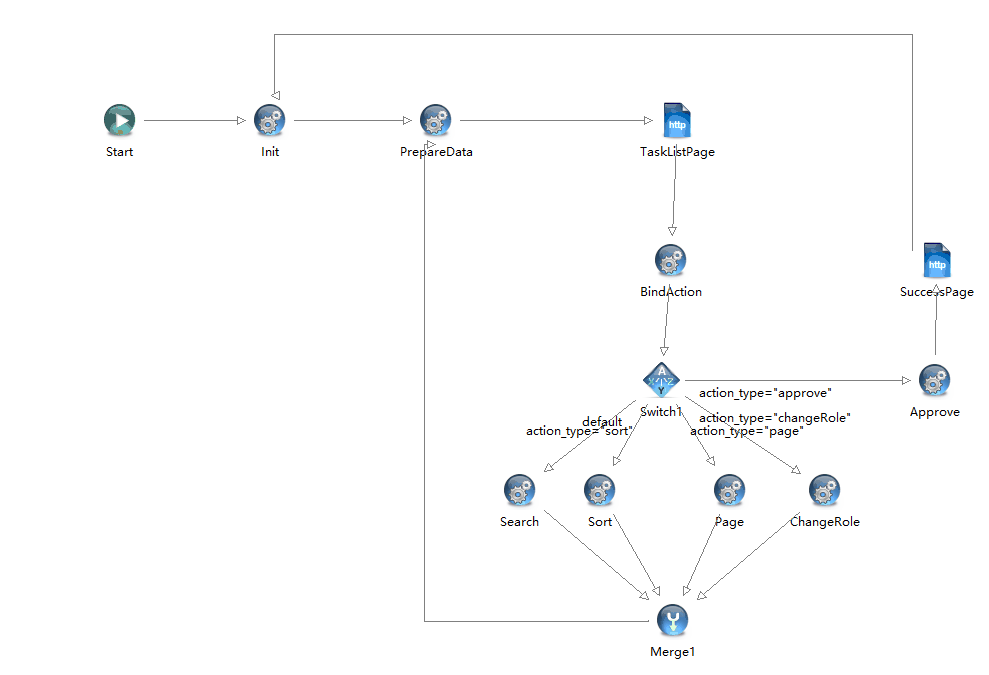 Start
Init
PrepareData
http
TaskListPage
BindAction
http
SuccessPage
A
X Y Z
Y
Switch1
action_type="approve"
Approve
default
action_type="sort"
action_type="changeRole"
action_type="page"
Search
Sort
Page
ChangeRole
Merge1